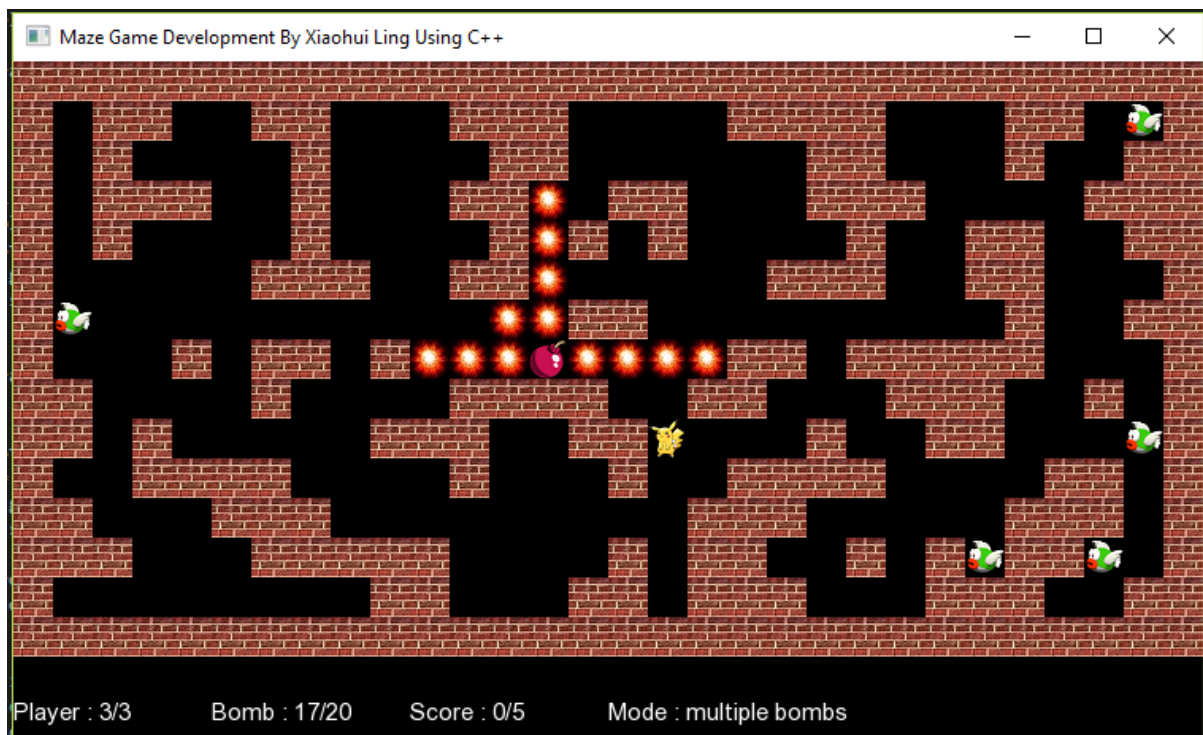 Maze Game Development By Xiaohui Ling Using C++
Player : 3/3 Bomb : 17/20 Score : 0/5 Mode : multiple bombs